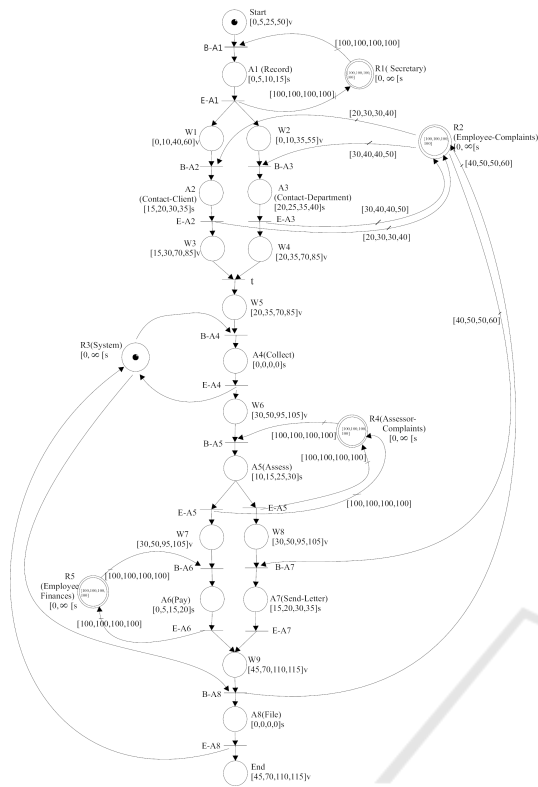 Start
[0,5,25,50]v
B-A1
[100,100,100,100]
A1 (Record)
[0,5,10,15]s
R1( Secretary)
[0, ∞ [s
[100,100,100,100]
E-A1
[20,30,30,40]
W1
[0,10,40,60]v
W2
[0,10,35,55]v
R2
(Employee-Complaints)
[0, ∞[s
[30,40,40,50]
[40,50,50,60]
B-A2
B-A3
A2
(Contact-Client)
[15,20,30,35]s
A3
(Contact-Department)
[20,25,35,40]s
[30,40,40,50]
E-A2
E-A3
[20,30,30,40]
W3
[15,30,70,85]v
W4
[20,35,70,85]v
t
W5
[20,35,70,85]v
[40,50,50,60]
B-A4
R3(System)
[0, ∞ [s
A4(Collect)
[0,0,0,0]s
E-A4
W6
[30,50,95,105]v
R4(Assessor-
Complaints)
[0, ∞ [s
[100,100,100,100]
B-A5
[100,100,100,100]
A5(Assess)
[10,15,25,30]s
[100,100,100,100]
E-A5
E-A5
W7
[30,50,95,105]v
W8
[30,50,95,105]v
[100,100,100,100]
B-A6
B-A7
R5
(Employee
Finances)
[0, ∞[s
A6(Pay)
[0,5,15,20]s
A7(Send-Letter)
[15,20,30,35]s
[100,100,100,100]
E-A6
E-A7
W9
[45,70,110,115]v
B-A8
A8(File)
[0,0,0,0]s
E-A8
End
[45,70,110,115]v